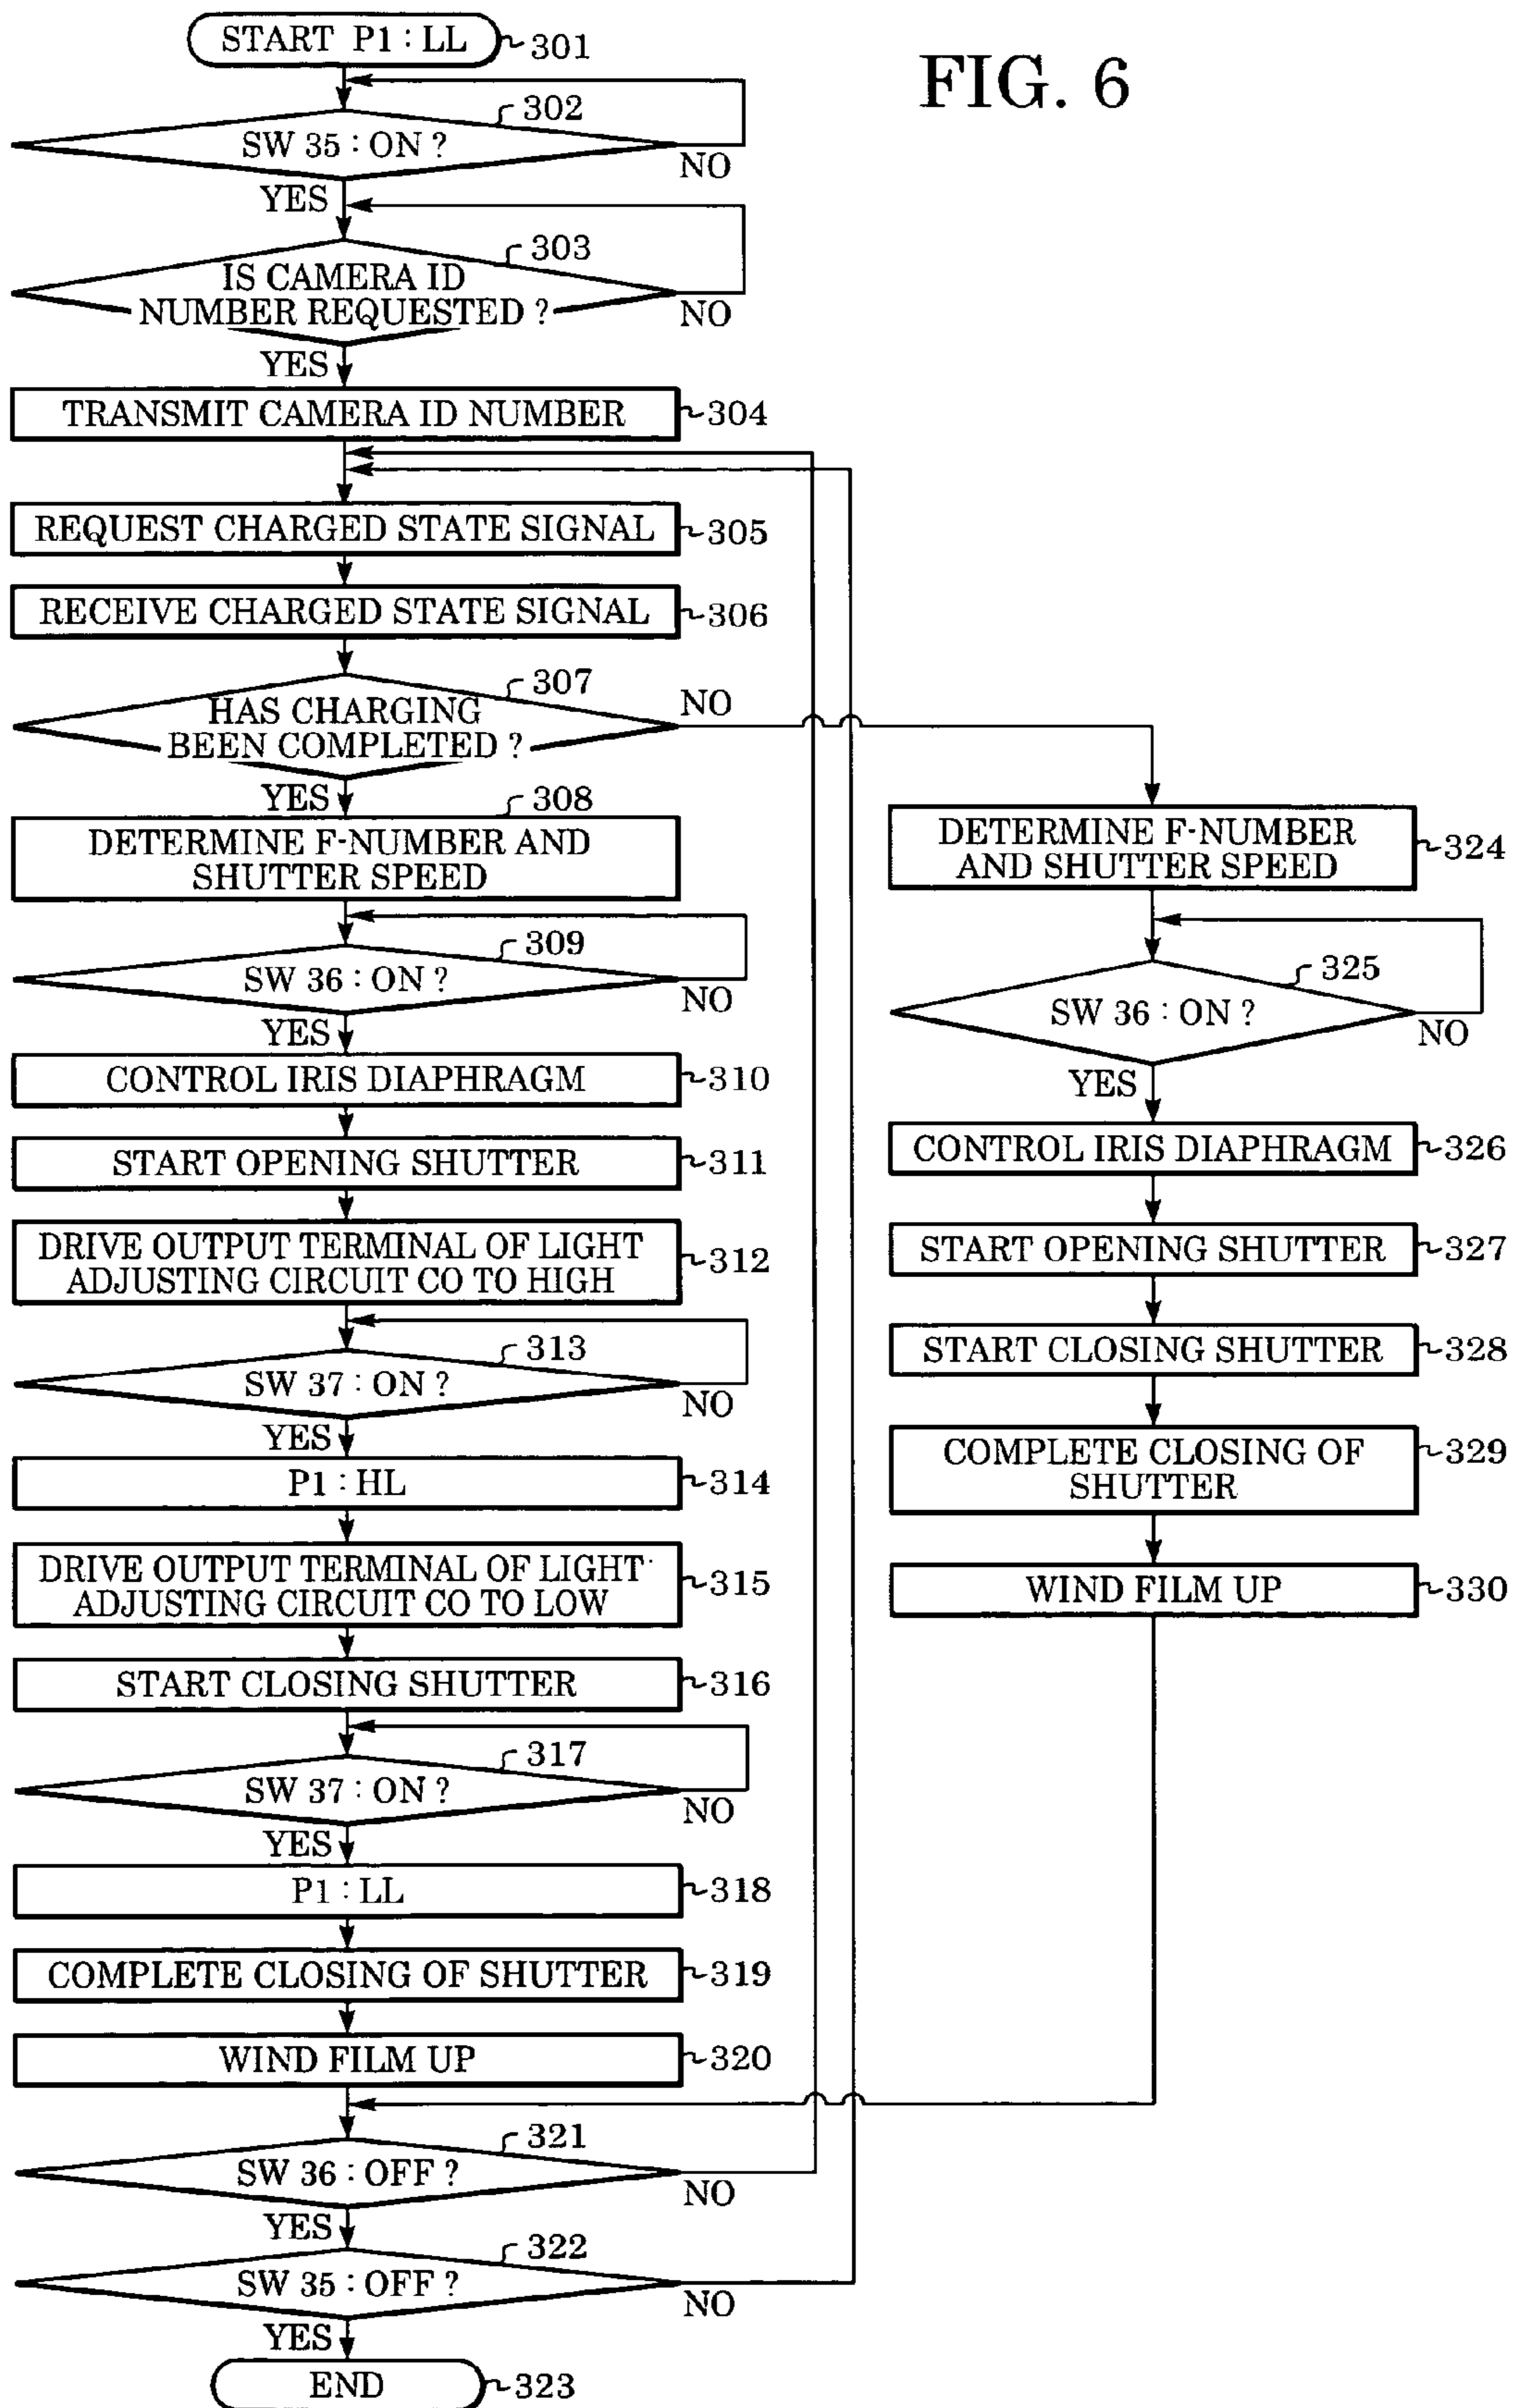 FIG. 6
START P1 : LL
301
302
SW 35 : ON ?
NO
YES
303
IS CAMERA ID
NUMBER REQUESTED ?
NO
YES
TRANSMIT CAMERA ID NUMBER
304
REQUEST CHARGED STATE SIGNAL
305
RECEIVE CHARGED STATE SIGNAL
306
307
HAS CHARGING
BEEN COMPLETED ?
NO
YES
308
DETERMINE F-NUMBER AND
SHUTTER SPEED
309
SW 36 : ON ?
NO
YES
CONTROL IRIS DIAPHRAGM
310
START OPENING SHUTTER
311
DRIVE OUTPUT TERMINAL OF LIGHT
ADJUSTING CIRCUIT CO TO HIGH
312
313
SW 37 : ON ?
NO
YES
P1 : HL
314
DRIVE OUTPUT TERMINAL OF LIGHT
ADJUSTING CIRCUIT CO TO LOW
315
START CLOSING SHUTTER
316
317
SW 37 : ON ?
NO
YES
P1 : LL
318
COMPLETE CLOSING OF SHUTTER
319
WIND FILM UP
320
321
SW 36 : OFF ?
NO
YES
322
SW 35 : OFF ?
NO
YES
END
323
DETERMINE F-NUMBER
AND SHUTTER SPEED
324
325
SW 36 : ON ?
NO
YES
CONTROL IRIS DIAPHRAGM
326
START OPENING SHUTTER
327
START CLOSING SHUTTER
328
COMPLETE CLOSING OF
SHUTTER
329
WIND FILM UP
330